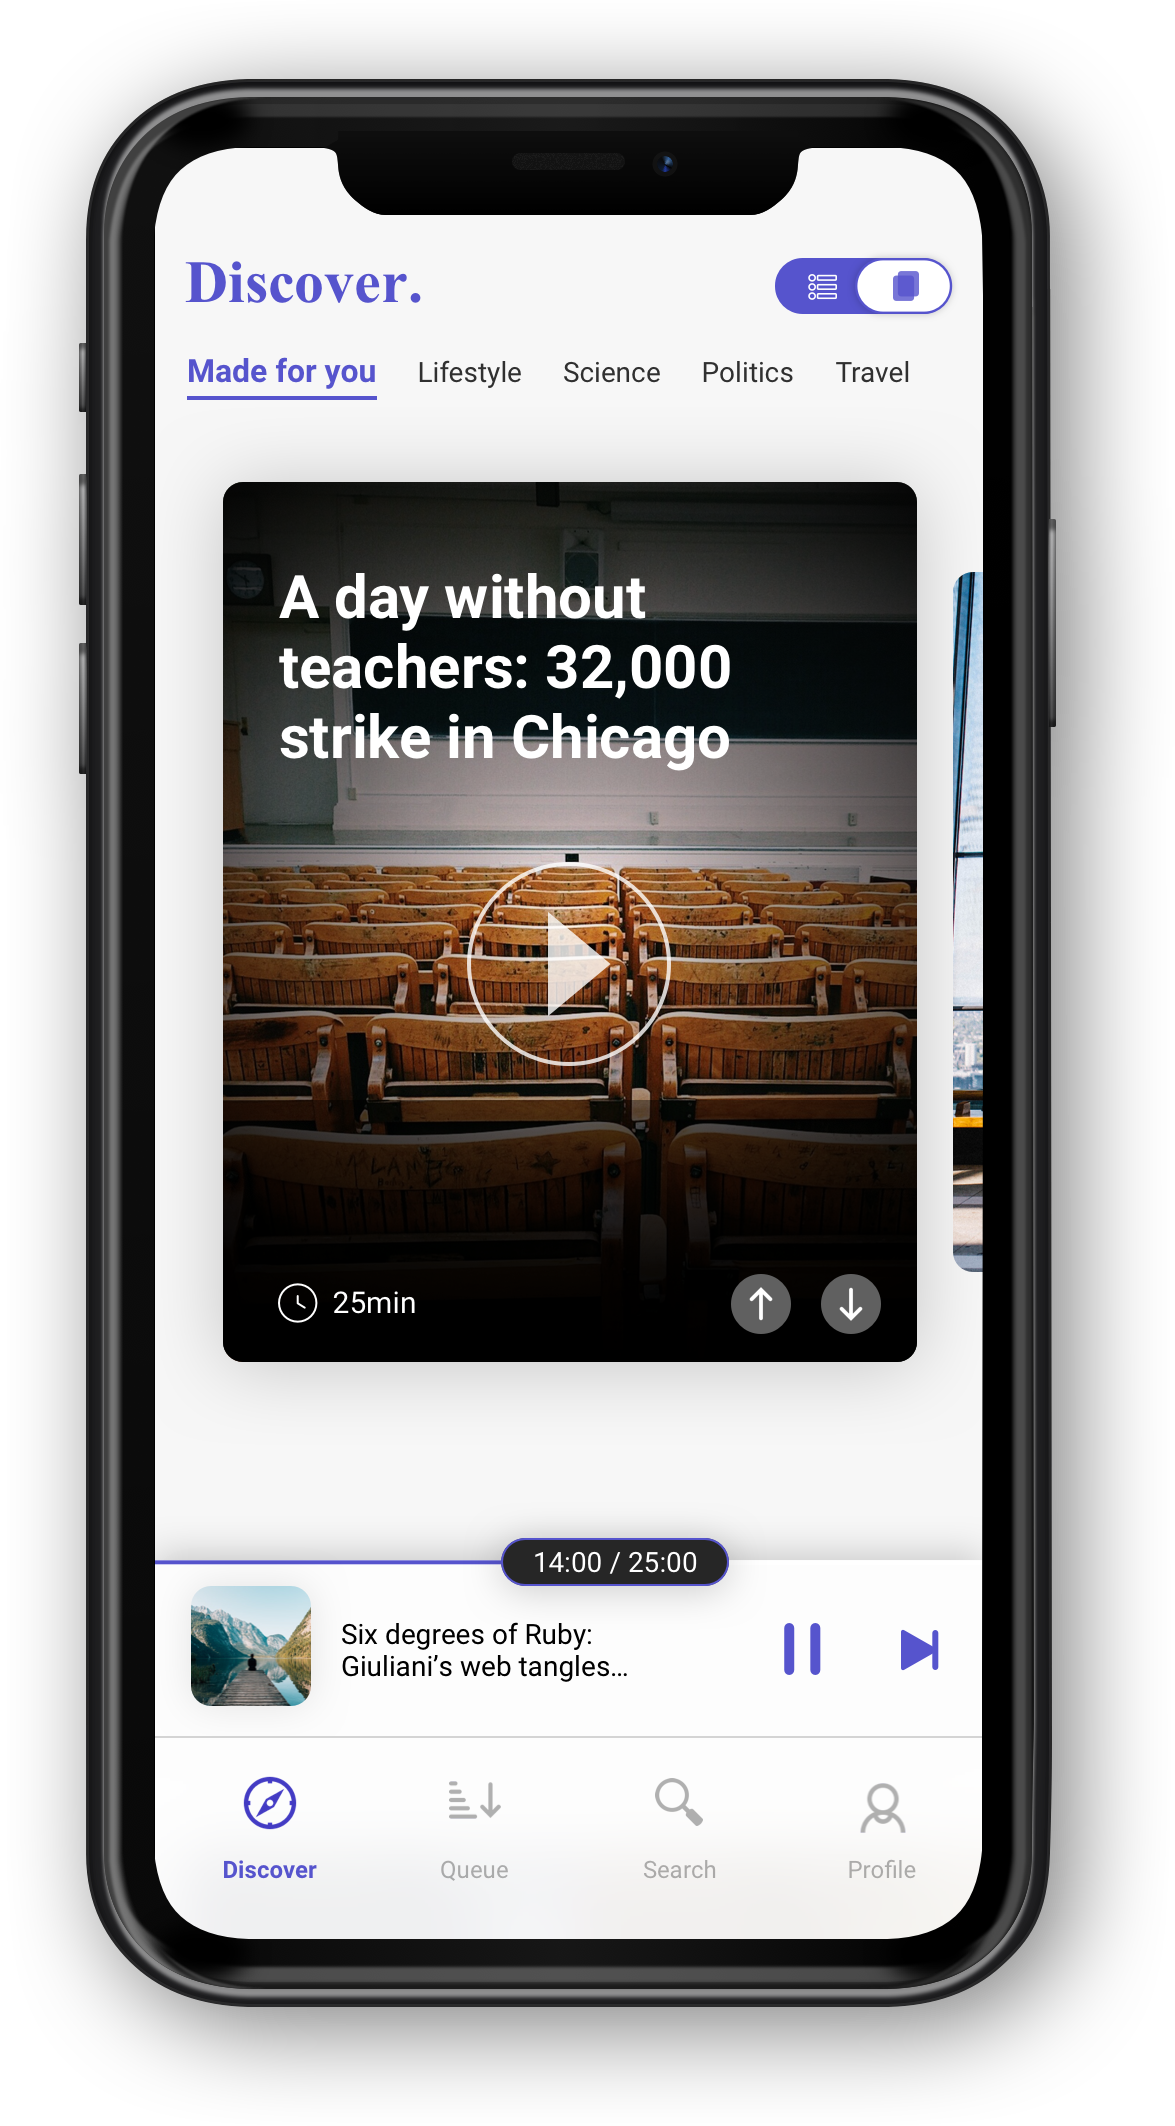 Discover.
Made for you Lifestyle Science Politics Travel
A day without
teachers: 32,000
strike in Chicago
25min
14:00 / 25:00
Six degrees of Ruby:
Giuliani’s web tangles...
Discover Queue Search Profile